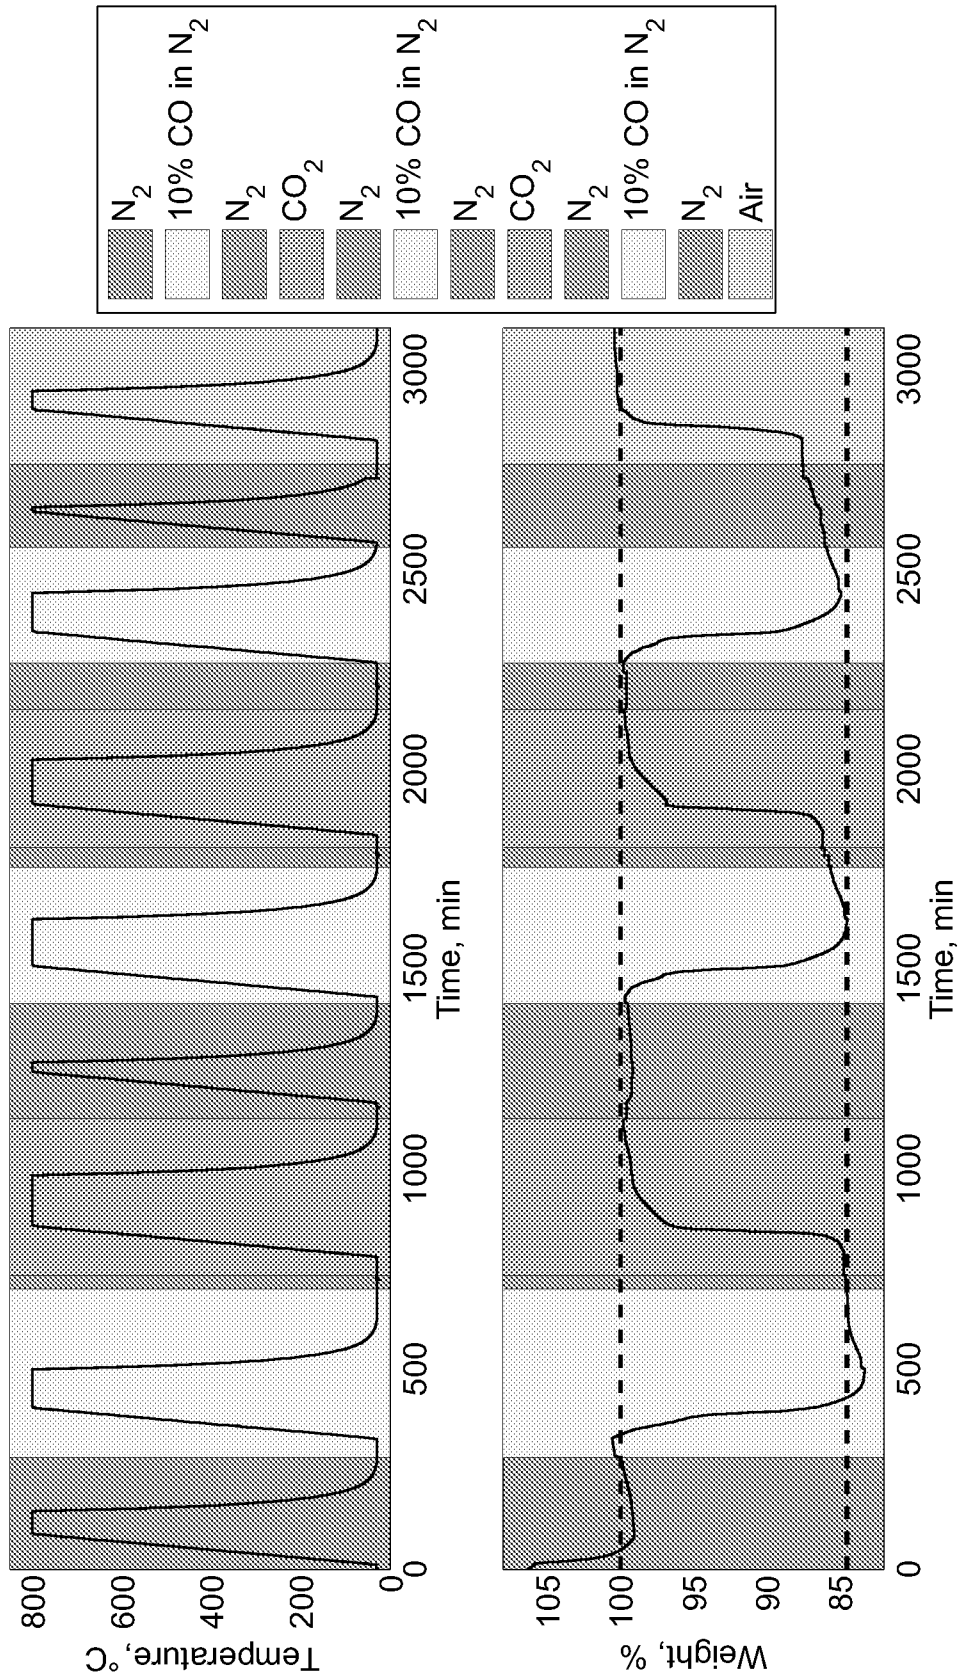 Temperature, °C
800
600
400
200
0
0
500
1000
1500
2000
2500
3000
Time, min
Weight, %
105
100
95
90
85
0
500
1000
1500
2000
2500
3000
Time, min
N2
10% CO in N2
N2
CO2
N2
10% CO in N2
N2
CO2
N2
10% CO in N2
N2
Air